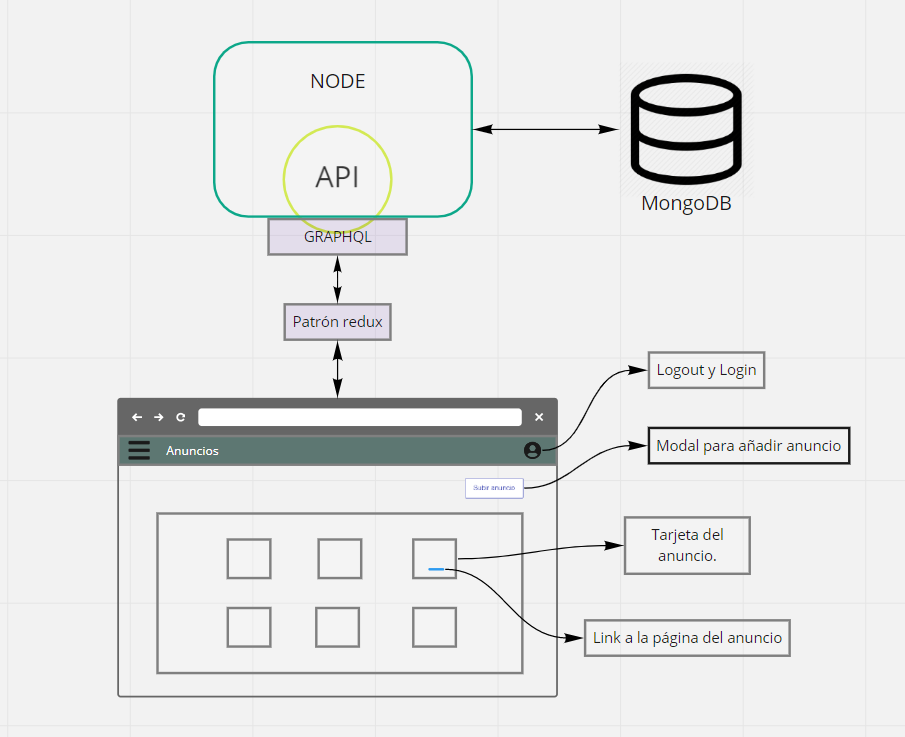 NODE
API
GRAPHQL
MongoDB
Patrón redux
Logout y Login
Anuncios
Modal para añadir anuncio
Subir anuncio
Tarjeta del
anuncio.
Link a la página del anuncio